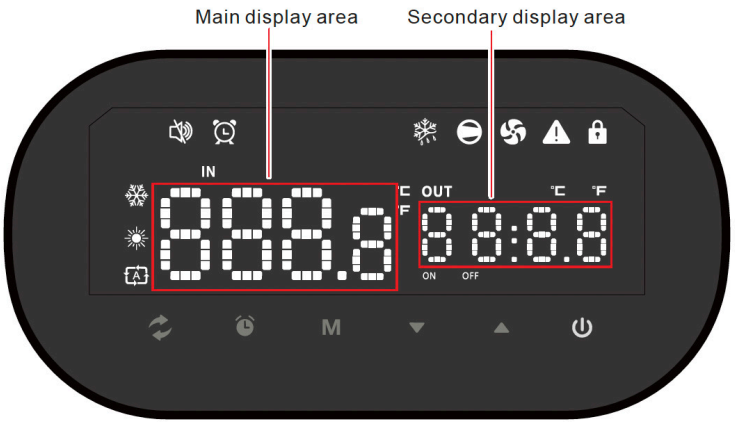 Main display area
Secondary display area
IN
°C OUT °C °F
°F
888.8
88:8.8
A
ON OFF
M